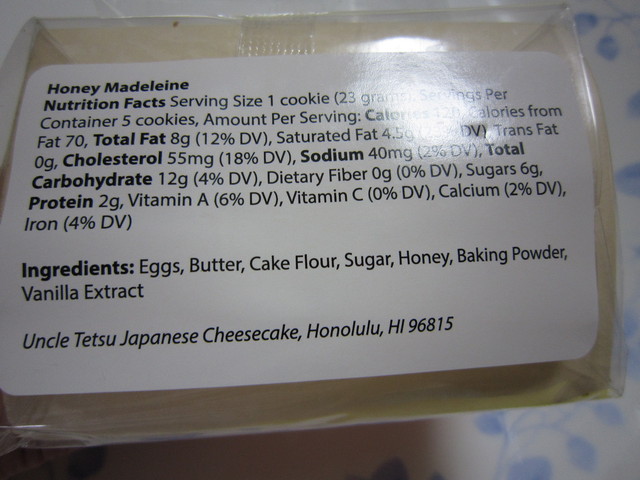 Honey Madeleine
Nutrition Facts Serving Size 1 cookie (23 grams), Servings Per
Container 5 cookies, Amount Per Serving: Calories Calories from
Fat 70, Total Fat 8g (12% DV), Saturated Fat 4.5g DV), Trans Fat
0g, Cholesterol 55mg (18% DV), Sodium 40mg (2% DV), Total
Carbohydrate 12g (4% DV), Dietary Fiber 0g (0% DV), Sugars 6g,
Protein 2g, Vitamin A (6% DV), Vitamin C (0% DV), Calcium (2% DV),
Iron (4% DV)
Ingredients: Eggs, Butter, Cake Flour, Sugar, Honey, Baking Powder,
Vanilla Extract
Uncle Tetsu Japanese Cheesecake, Honolulu, HI 96815